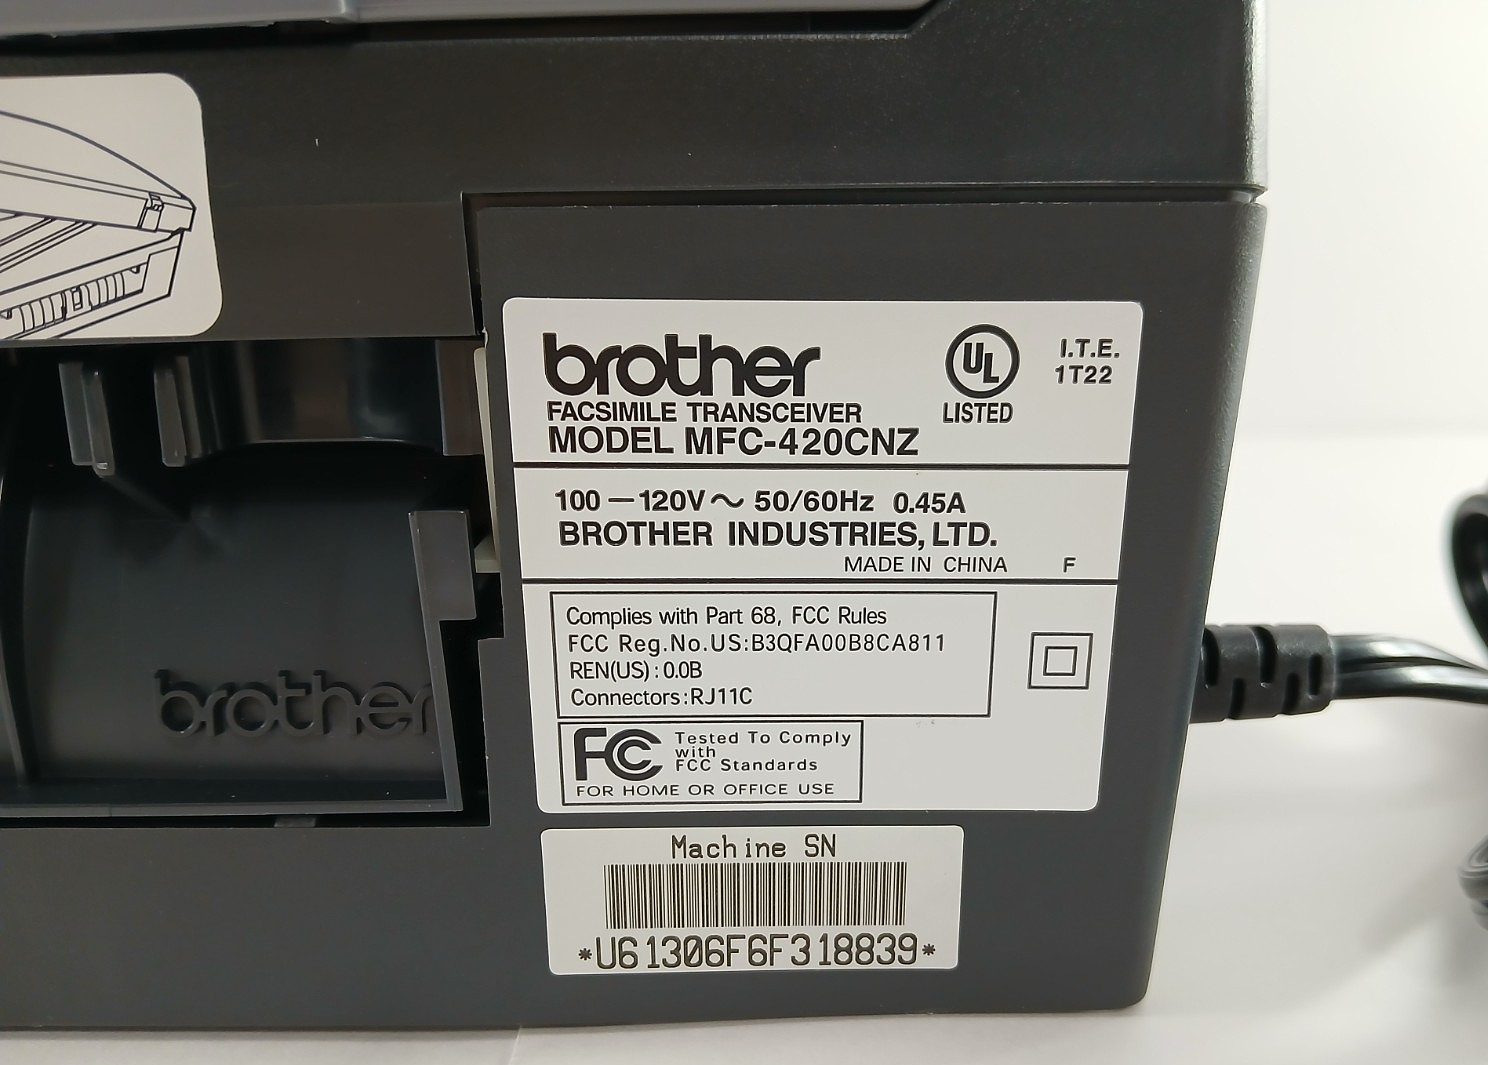 brother
FACSIMILE TRANSCEIVER
MODEL MFC-420CNZ
UL
LISTED
I.T.E.
1T22
100 — 120V ~ 50/60Hz 0.45A
BROTHER INDUSTRIES, LTD.
MADE IN CHINA F
Complies with Part 68, FCC Rules
FCC Reg.No.US:B3QFA00B8CA811
REN(US) : 0.0B
Connectors:RJ11C
FC Tested To Comply
with
FCC Standards
FOR HOME OR OFFICE USE
brother
Machine SN
*U61306F6F318839*